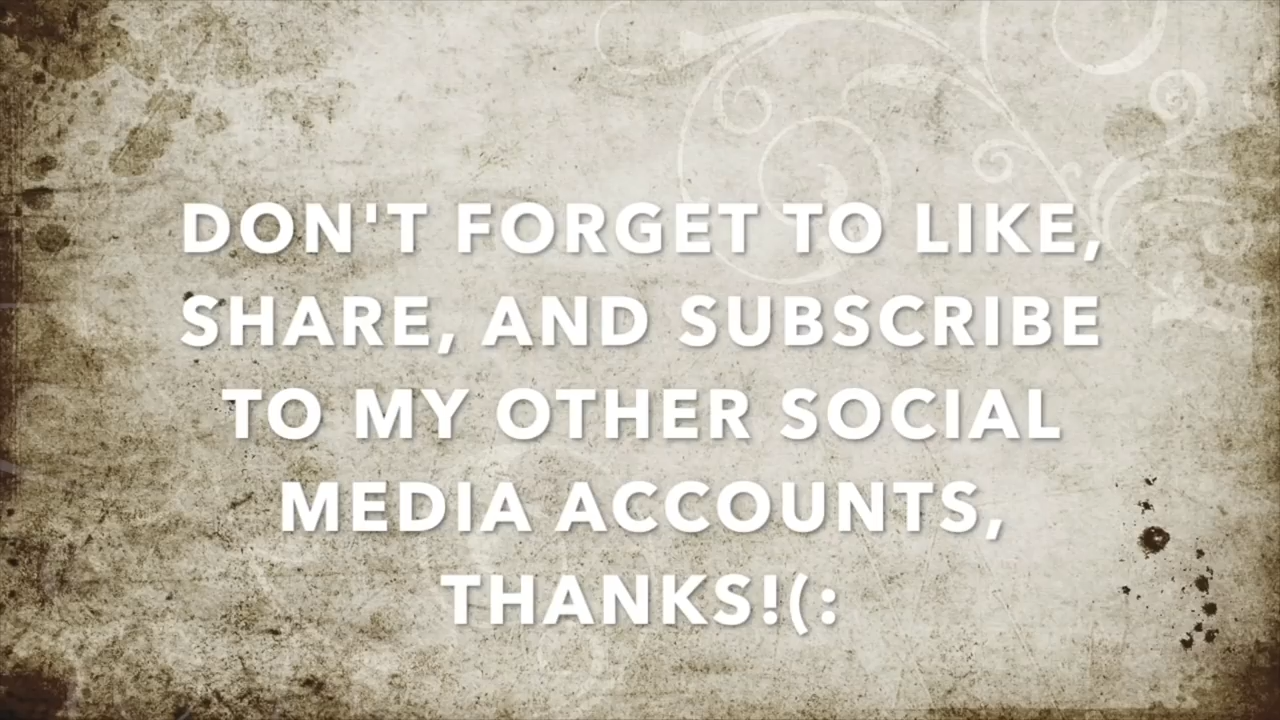 DON'T FORGET TO LIKE,
SHARE, AND SUBSCRIBE
TO MY OTHER SOCIAL
MEDIA ACCOUNTS,
THANKS!(: